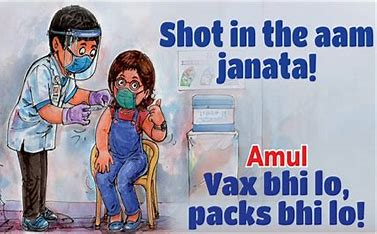 Shot in the aam
janata!
Amul
Vax bhi lo,
packs bhi lo!